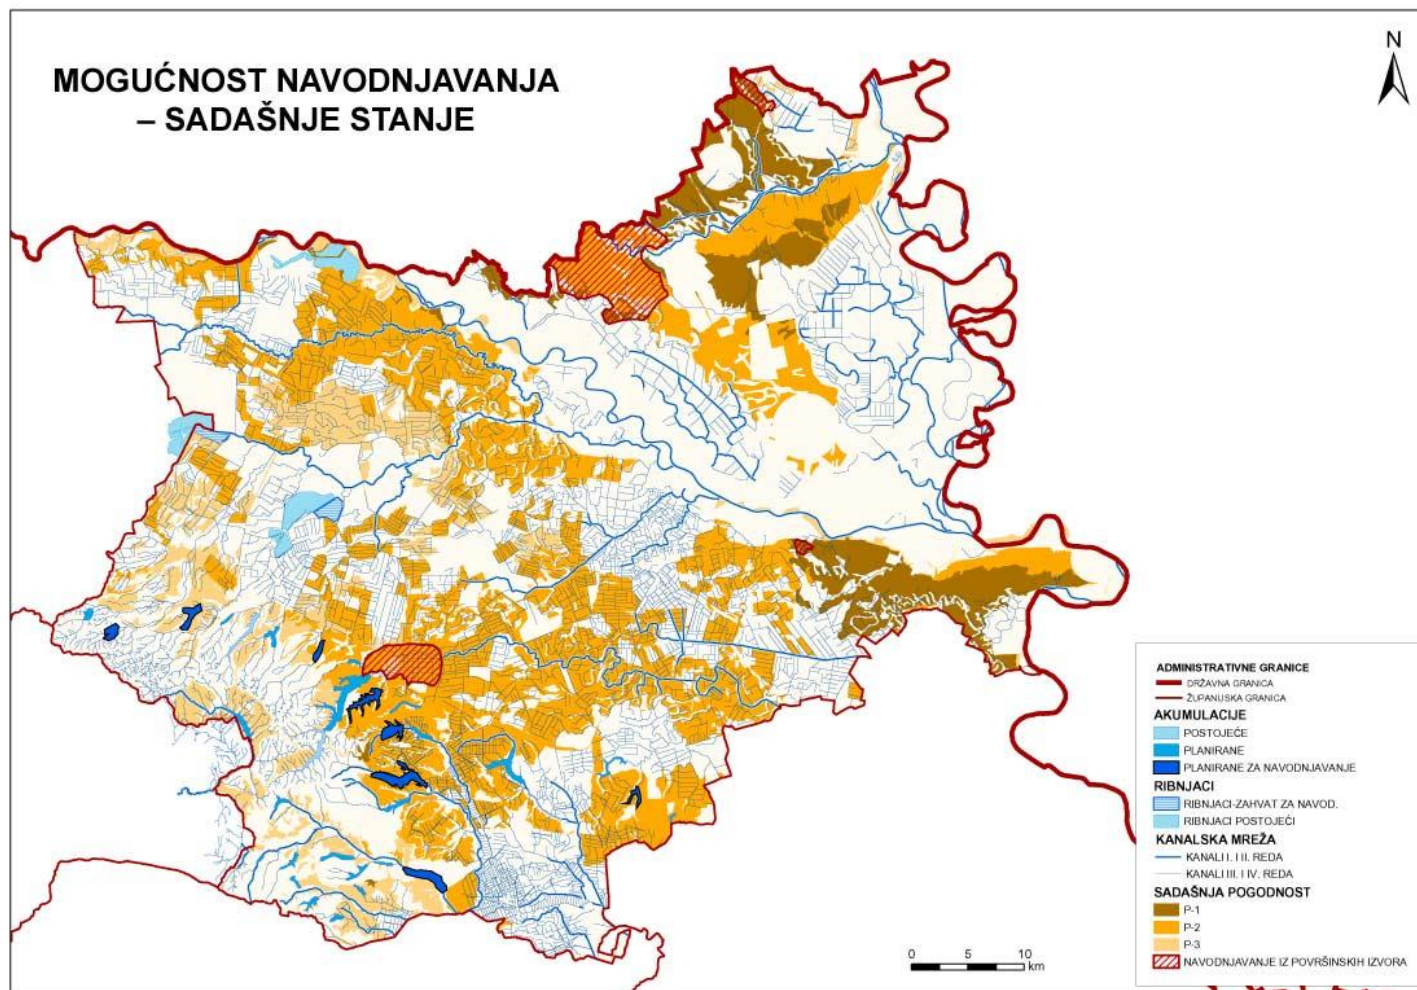 MOGUĆNOST NAVODNJAVANJA
– SADAŠNJE STANJE
N
ADMINISTRATIVNE GRANICE
DRŽAVNA GRANICA
ŽUPANIJSKA GRANICA
AKUMULACIJE
POSTOJEĆE
PLANIRANE
PLANIRANE ZA NAVODNJAVANJE
RIBNJACI
RIBNJACI-ZAHVAT ZA NAVOD.
RIBNJACI POSTOJEĆI
KANALSKA MREŽA
KANALI I. I II. REDA
KANALI III. I IV. REDA
SADAŠNJA POGODNOST
P-1
P-2
P-3
NAVODNJAVANJE IZ POVRŠINSKIH IZVORA
0 5 10
km